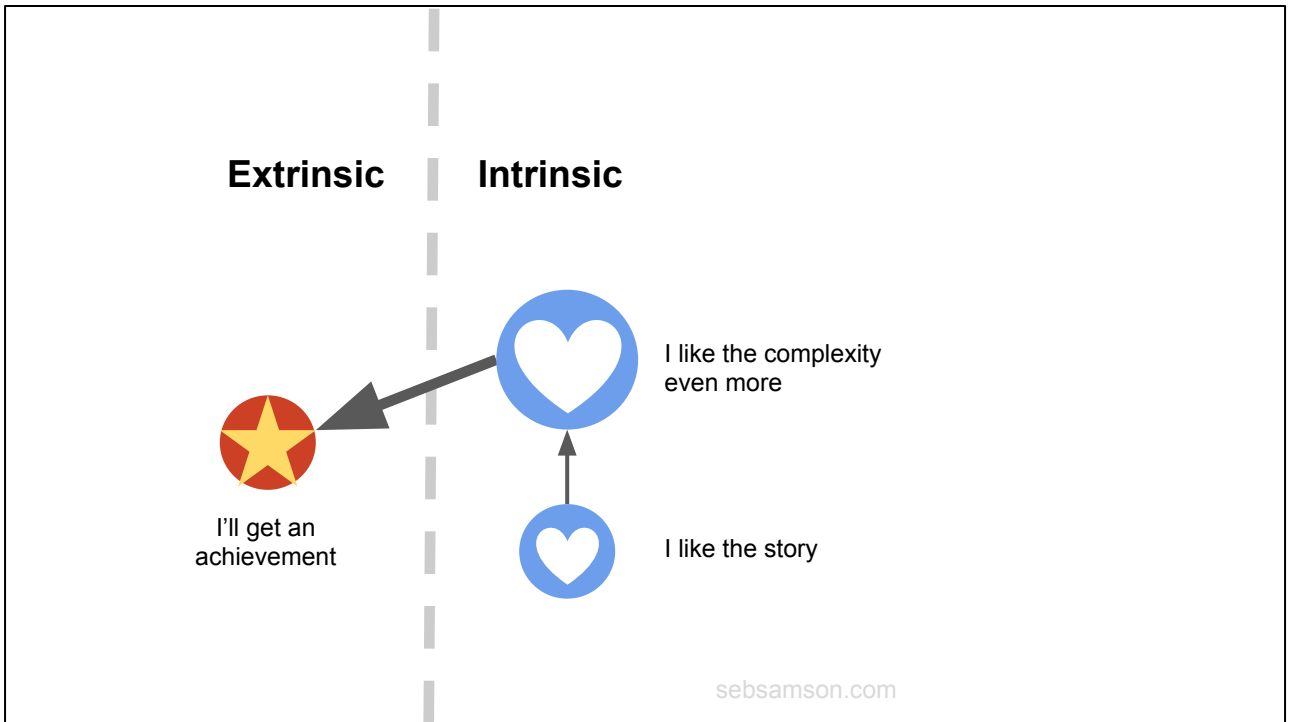 Extrinsic
Intrinsic
I like the complexity
even more
I'll get an
achievement
I like the story
sebsamson.com